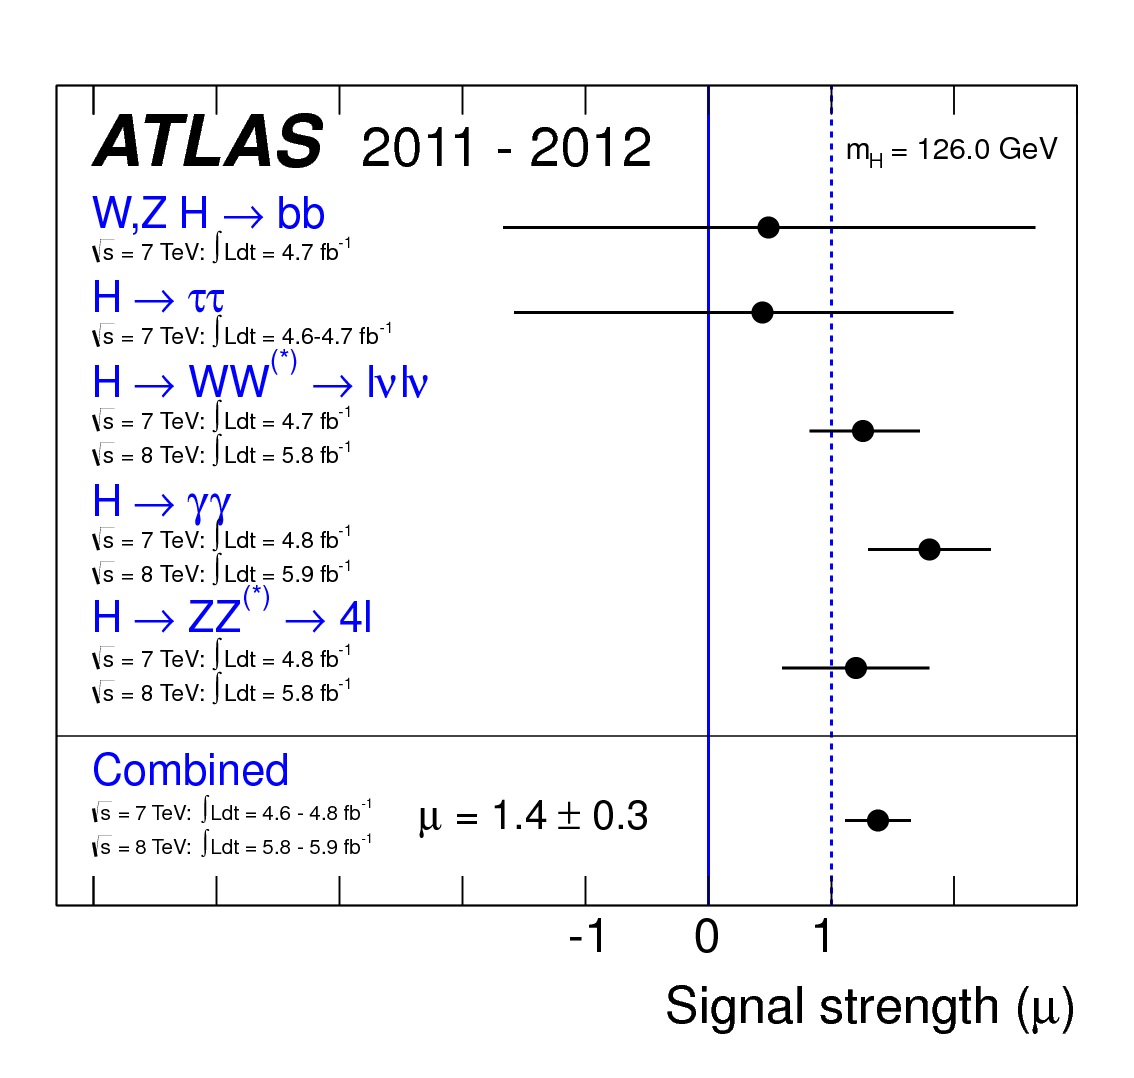 ATLAS 2011 - 2012 m_H = 126.0 GeV
W,Z H → bb
√s = 7 TeV: ∫Ldt = 4.7 fb⁻¹
H → ττ
√s = 7 TeV: ∫Ldt = 4.6-4.7 fb⁻¹
H → WW⁽*⁾ → lνlν
√s = 7 TeV: ∫Ldt = 4.7 fb⁻¹
√s = 8 TeV: ∫Ldt = 5.8 fb⁻¹
H → γγ
√s = 7 TeV: ∫Ldt = 4.8 fb⁻¹
√s = 8 TeV: ∫Ldt = 5.9 fb⁻¹
H → ZZ⁽*⁾ → 4l
√s = 7 TeV: ∫Ldt = 4.8 fb⁻¹
√s = 8 TeV: ∫Ldt = 5.8 fb⁻¹
Combined
√s = 7 TeV: ∫Ldt = 4.6 - 4.8 fb⁻¹
μ = 1.4 ± 0.3
√s = 8 TeV: ∫Ldt = 5.8 - 5.9 fb⁻¹
-1 0 1
Signal strength (μ)